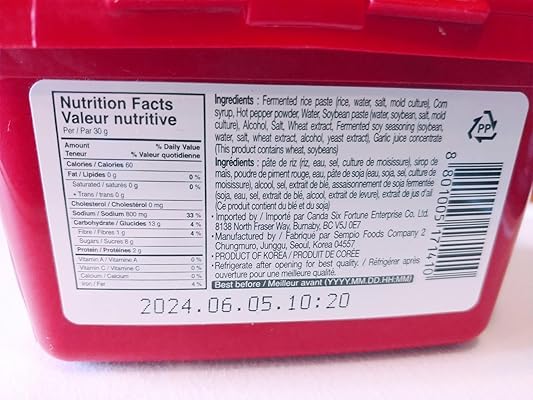 Nutrition Facts
Valeur nutritive
Per / Par 30 g
Amount % Daily Value
Teneur % Valeur quotidienne
Calories / Calories 60
Fat / Lipides 0 g 0 %
Saturated / saturés 0 g 0 %
+ Trans / trans 0 g
Cholesterol / Cholestérol 0 mg
Sodium / Sodium 800 mg 33 %
Carbohydrate / Glucides 13 g 4 %
Fibre / Fibres 1 g 4 %
Sugars / Sucres 8 g
Protein / Protéines 2 g
Vitamin A / Vitamine A 0 %
Vitamin C / Vitamine C 0 %
Calcium / Calcium 0 %
Iron / Fer 4 %
Ingredients : Fermented rice paste (rice, water, salt, mold culture), Corn
syrup, Hot pepper powder, Water, Soybean paste (water, soybean, salt, mold
culture), Alcohol, Salt, Wheat extract, Fermented soy seasoning (soybean,
water, salt, wheat, alcohol, yeast extract), Garlic juice concentrate
(This product contains wheat, soybeans)
Ingrédients : pâte de riz (riz, eau, sel, culture de moisissure), sirop de
maïs, poudre de piment rouge, eau, pâte de soja (eau, soja, sel, culture de
moisissure), alcool, sel, extrait de blé, assaisonnement de soja fermentée
(soja, eau, sel, extrait de blé, alcool, extrait de levure), extrait de jus d'ail
(Ce produit contient du blé et du soja)
• Imported by / Importé par Canda Six Fortune Enterprise Co. Ltd.
8138 North Fraser Way, Burnaby, BC V5J 0E7
• Manufactured by / Fabriqué par Sempio Foods Company 2
Chungmuro, Junggu, Seoul, Korea 04557
• PRODUCT OF KOREA / PRODUIT DE CORÉE
• Refrigerate after opening for best quality. / Réfrigérer après
ouverture pour une meilleure qualité.
Best before / Meilleur avant (YYYY.MM.DD.HH:MM)
2024.06.05.10:20
PP
8 801005 177410